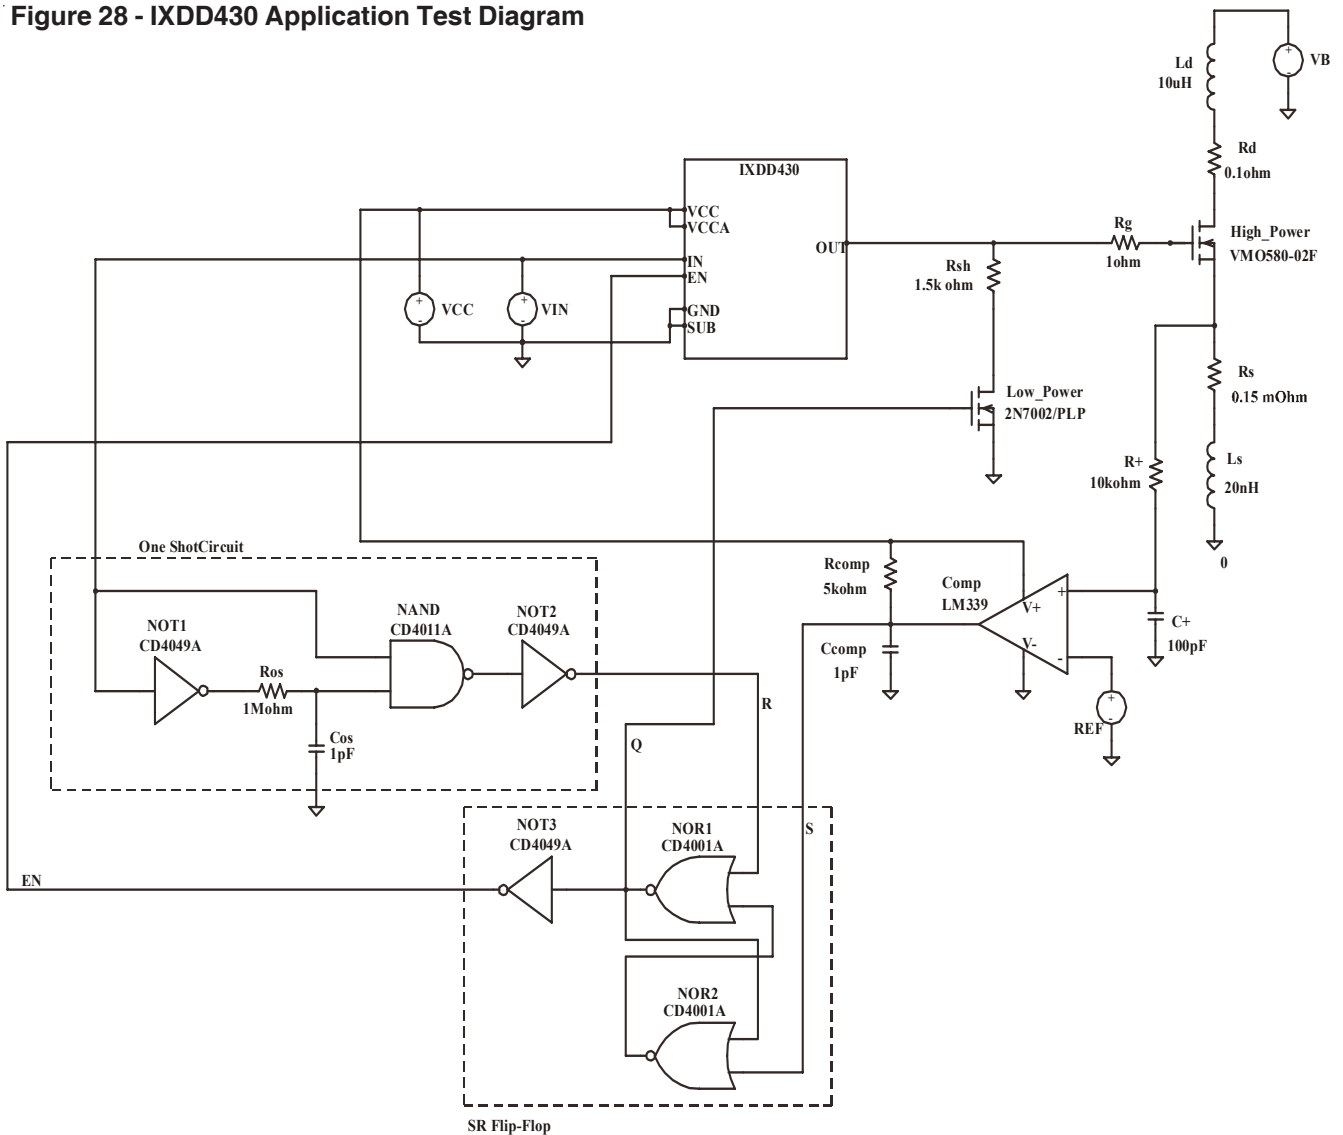 Figure 28 - IXDD430 Application Test Diagram
Ld
10uH
+
-
VB
Rd
0.1ohm
IXDD430
VCC
VCCA
IN
EN
GND
SUB
OUT
+
-
VCC
+
-
VIN
Rg
1ohm
High_Power
VMO580-02F
Rsh
1.5k ohm
Low_Power
2N7002/PLP
Rs
0.15 mOhm
R+
10kohm
Ls
20nH
0
One ShotCircuit
NOT1
CD4049A
Ros
1Mohm
Cos
1pF
NAND
CD4011A
NOT2
CD4049A
Rcomp
5kohm
Comp
LM339
V+
V-
+
-
Ccomp
1pF
C+
100pF
+
-
REF
R
Q
S
EN
NOT3
CD4049A
NOR1
CD4001A
NOR2
CD4001A
SR Flip-Flop